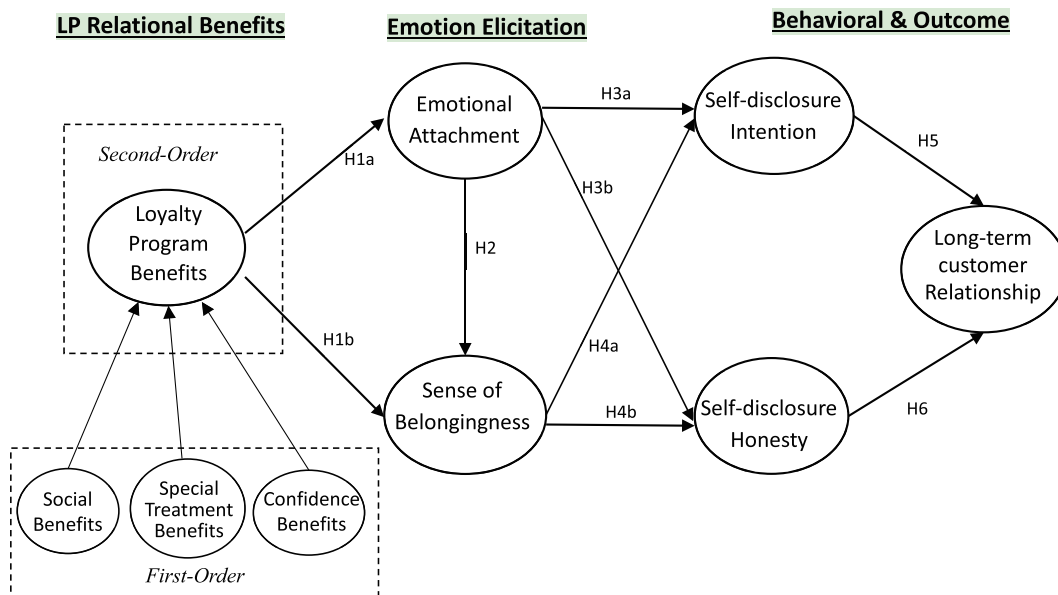 LP Relational Benefits
Emotion Elicitation
Behavioral & Outcome
Second-Order
Loyalty
Program
Benefits
Social
Benefits
Special
Treatment
Benefits
Confidence
Benefits
First-Order
H1a
H1b
Emotional
Attachment
H2
Sense of
Belongingness
H3a
H3b
H4a
H4b
Self-disclosure
Intention
Self-disclosure
Honesty
H5
H6
Long-term
customer
Relationship